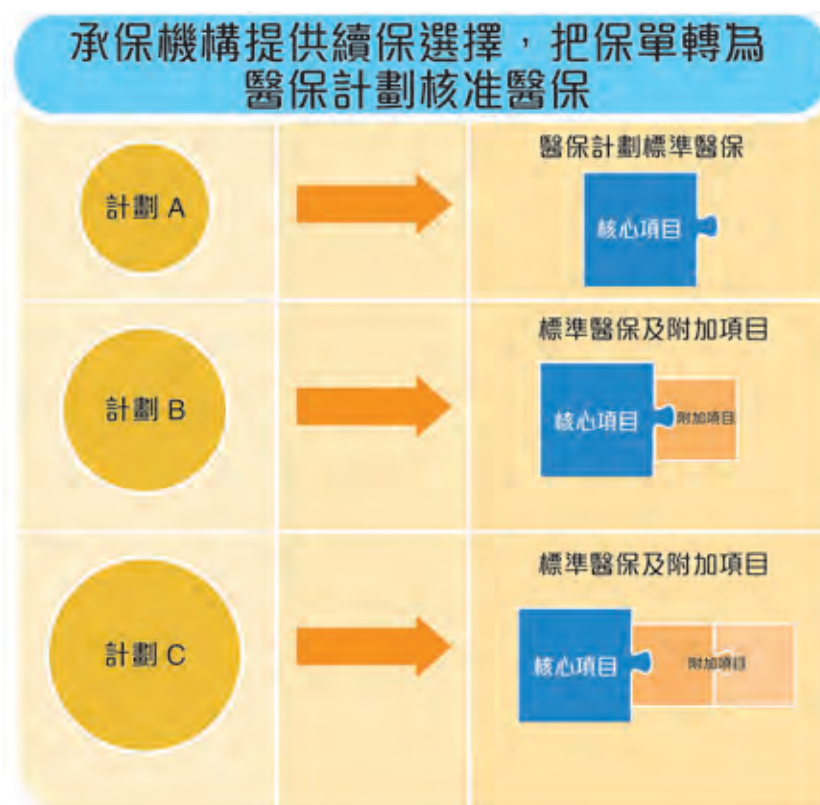 承保機構提供續保選擇，把保單轉為
醫保計劃核准醫保
醫保計劃標準醫保
計劃 A
核心項目
標準醫保及附加項目
計劃 B
核心項目
附加項目
標準醫保及附加項目
計劃 C
核心項目
附加項目